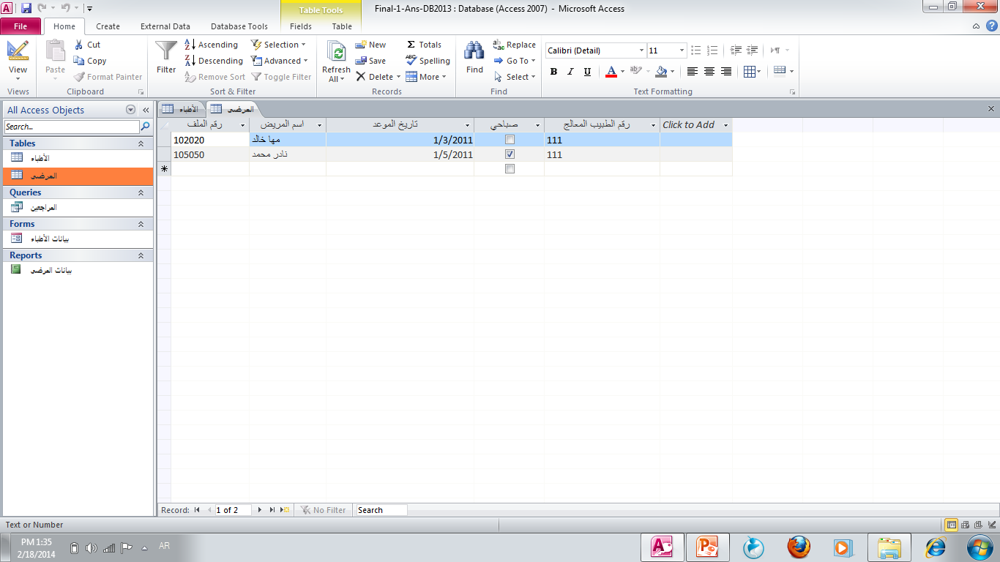 Table Tools
Final-1-Ans-DB2013 : Database (Access 2007) - Microsoft Access
File Home Create External Data Database Tools Fields Table
View
Views
Paste
Cut
Copy
Format Painter
Clipboard
Filter
Ascending
Descending
Remove Sort
Selection
Advanced
Toggle Filter
Sort & Filter
Refresh
All
New
Save
Delete
Totals
Spelling
More
Records
Find
Replace
Go To
Select
Find
Calibri (Detail) 11
B I U A ab
Text Formatting
All Access Objects
Search...
Tables
الأطباء
المرضى
Queries
المراجعين
Forms
بيانات الأطباء
Reports
بيانات المرضى
الأطباء المرضى
رقم الملف اسم المريض تاريخ الموعد صباحي رقم الطبيب المعالج Click to Add
102020 مها خالد 1/3/2011 111
105050 نادر محمد 1/5/2011 111
Record: 1 of 2 No Filter Search
Text or Number
PM 1:35
2/18/2014
AR